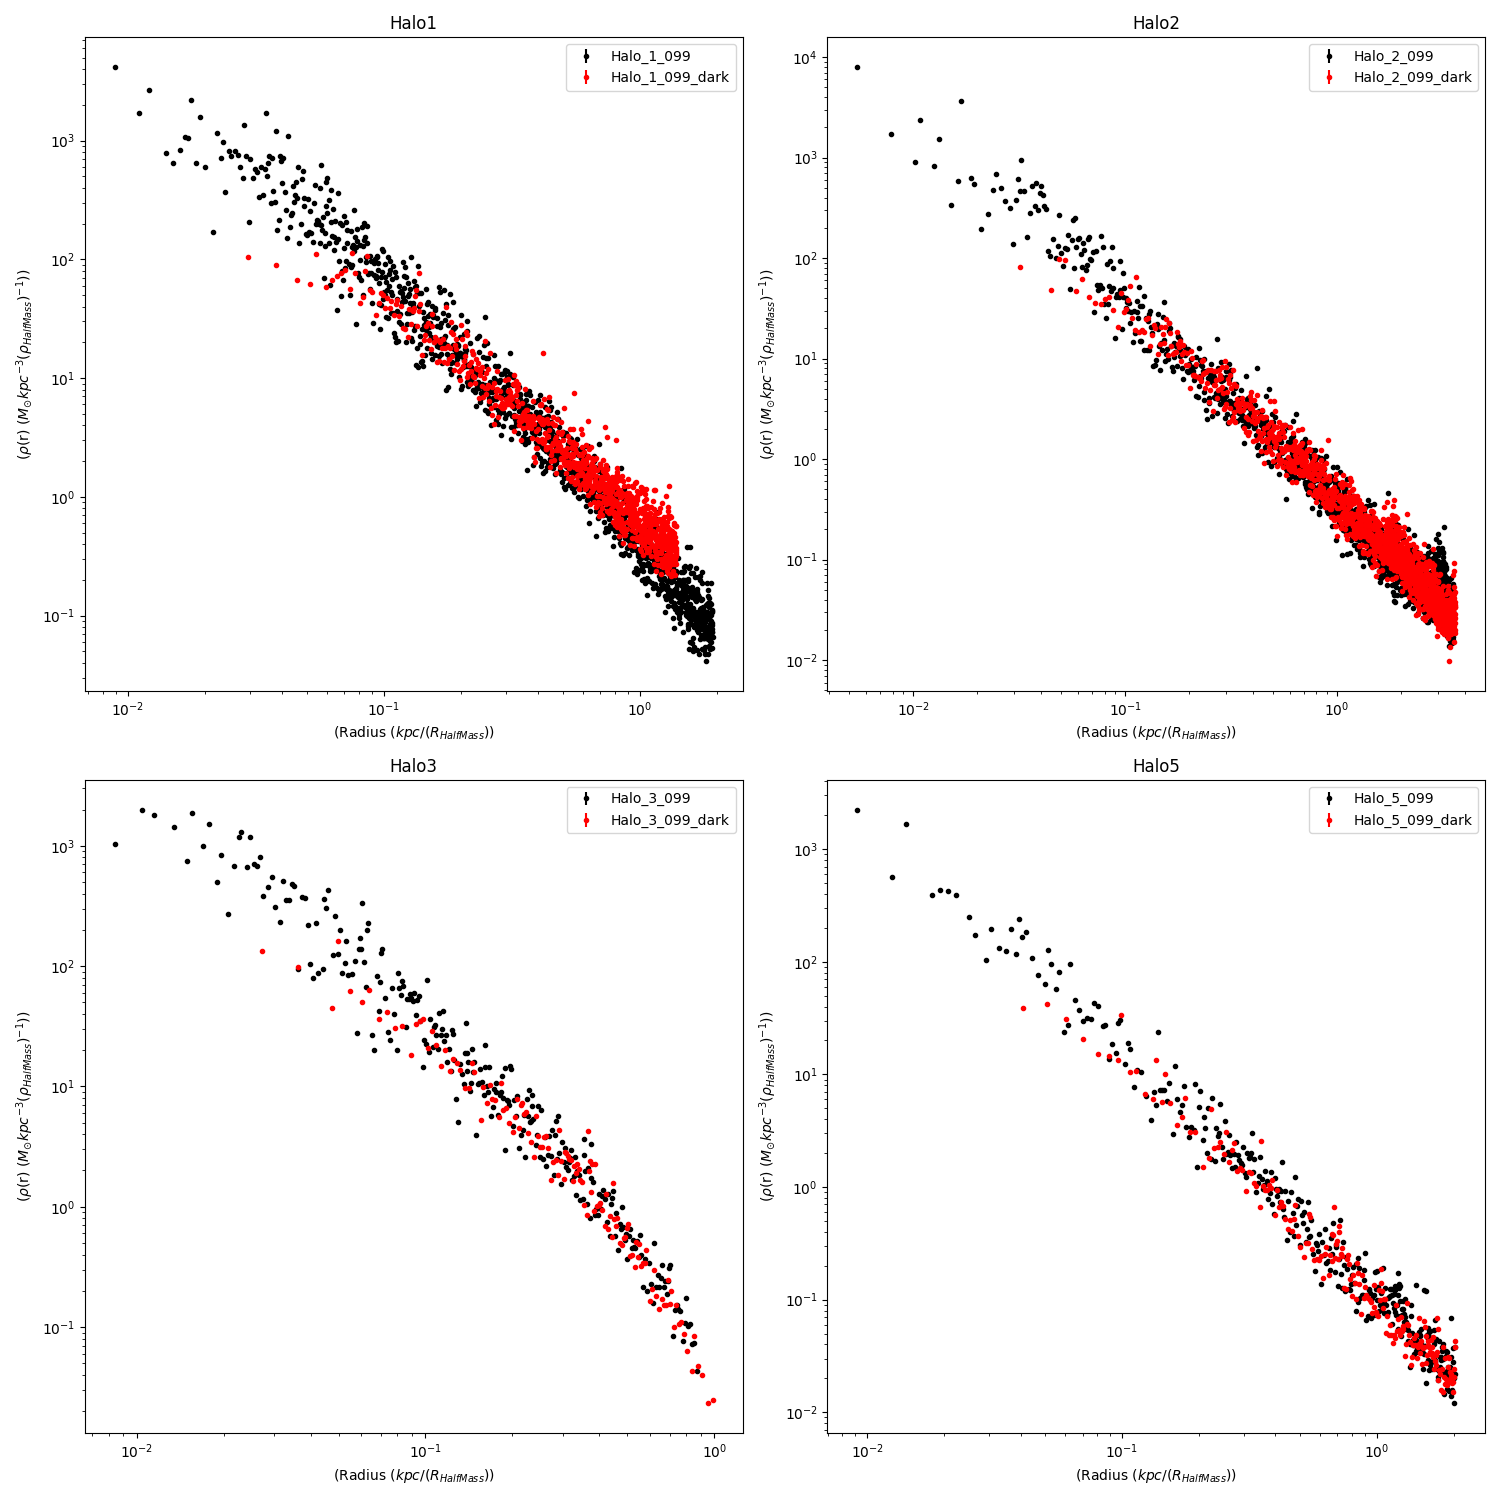 Halo1
Halo_1_099
Halo_1_099_dark
10³
10²
10¹
10⁰
10⁻¹
(ρ(r) (M⊙kpc⁻³(ρHalfMass)⁻¹))
10⁻² 10⁻¹ 10⁰
(Radius (kpc/(RHalfMass))
Halo2
Halo_2_099
Halo_2_099_dark
10⁴
10³
10²
10¹
10⁰
10⁻¹
10⁻²
(ρ(r) (M⊙kpc⁻³(ρHalfMass)⁻¹))
10⁻² 10⁻¹ 10⁰
(Radius (kpc/(RHalfMass))
Halo3
Halo_3_099
Halo_3_099_dark
10³
10²
10¹
10⁰
10⁻¹
(ρ(r) (M⊙kpc⁻³(ρHalfMass)⁻¹))
10⁻² 10⁻¹ 10⁰
(Radius (kpc/(RHalfMass))
Halo5
Halo_5_099
Halo_5_099_dark
10³
10²
10¹
10⁰
10⁻¹
10⁻²
(ρ(r) (M⊙kpc⁻³(ρHalfMass)⁻¹))
10⁻² 10⁻¹ 10⁰
(Radius (kpc/(RHalfMass))